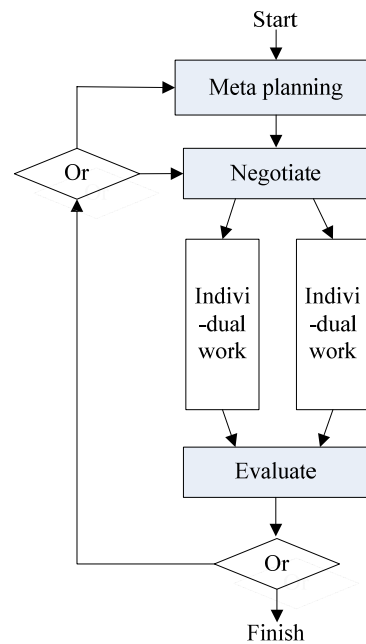 Start
Meta planning
Or
Negotiate
Indivi
-dual
work
Indivi
-dual
work
Evaluate
Or
Finish